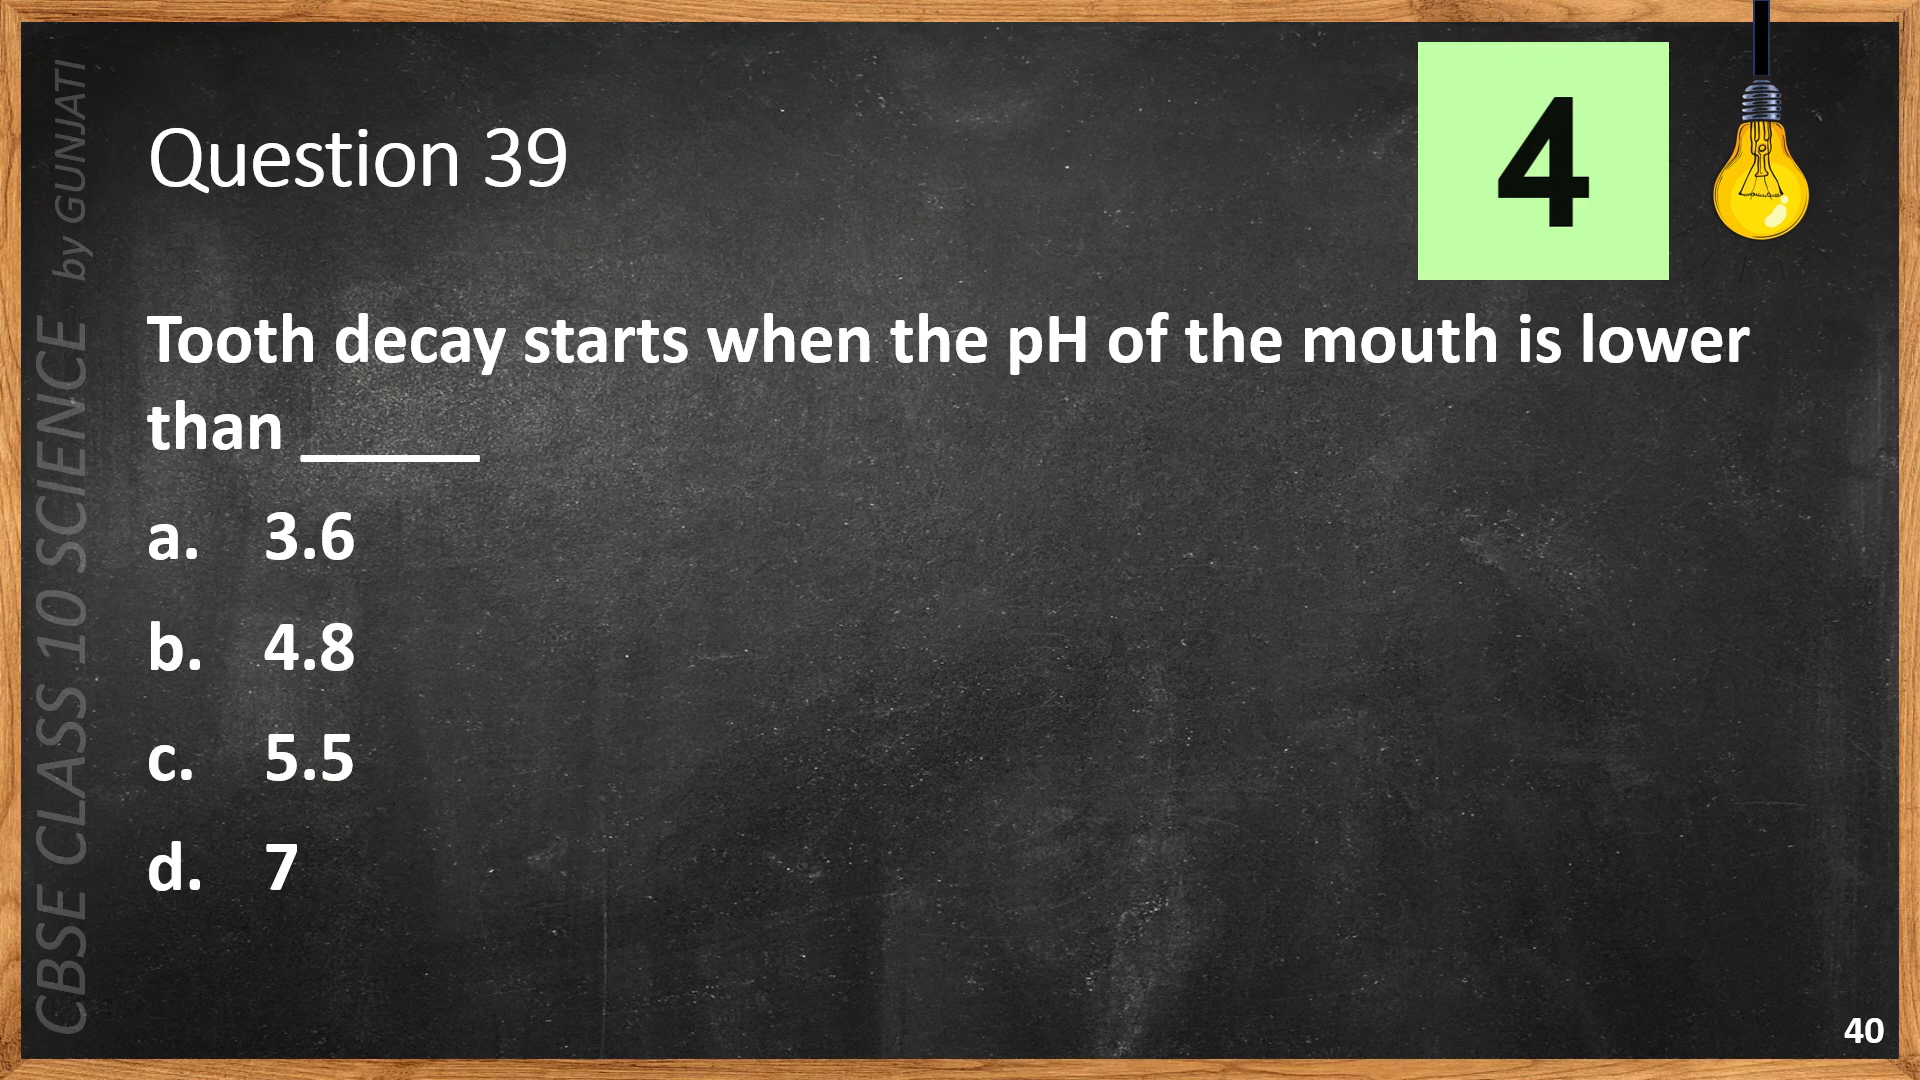 Question 39
4
Tooth decay starts when the pH of the mouth is lower
than _____
a. 3.6
b. 4.8
c. 5.5
d. 7
CBSE CLASS 10 SCIENCE by GUNJATI
40